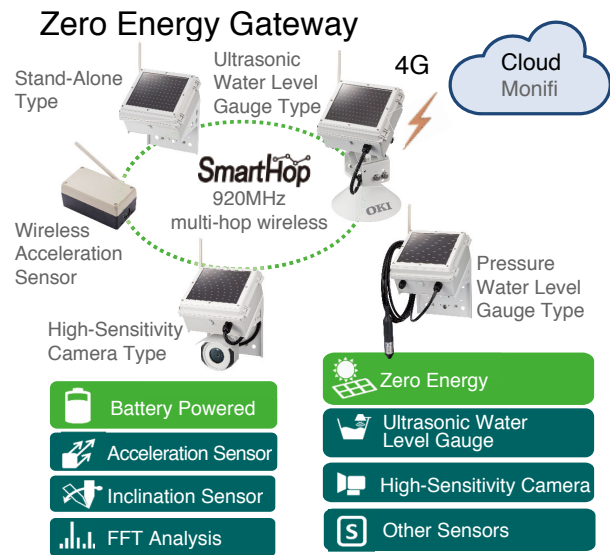 Zero Energy Gateway
Stand-Alone
Type
Ultrasonic
Water Level
Gauge Type
4G
Cloud
Monifi
SmartHop
920MHz
multi-hop wireless
OKI
Wireless
Acceleration
Sensor
Pressure
Water Level
Gauge Type
High-Sensitivity
Camera Type
Battery Powered
Acceleration Sensor
Inclination Sensor
FFT Analysis
Zero Energy
Ultrasonic Water
Level Gauge
High-Sensitivity Camera
S
Other Sensors